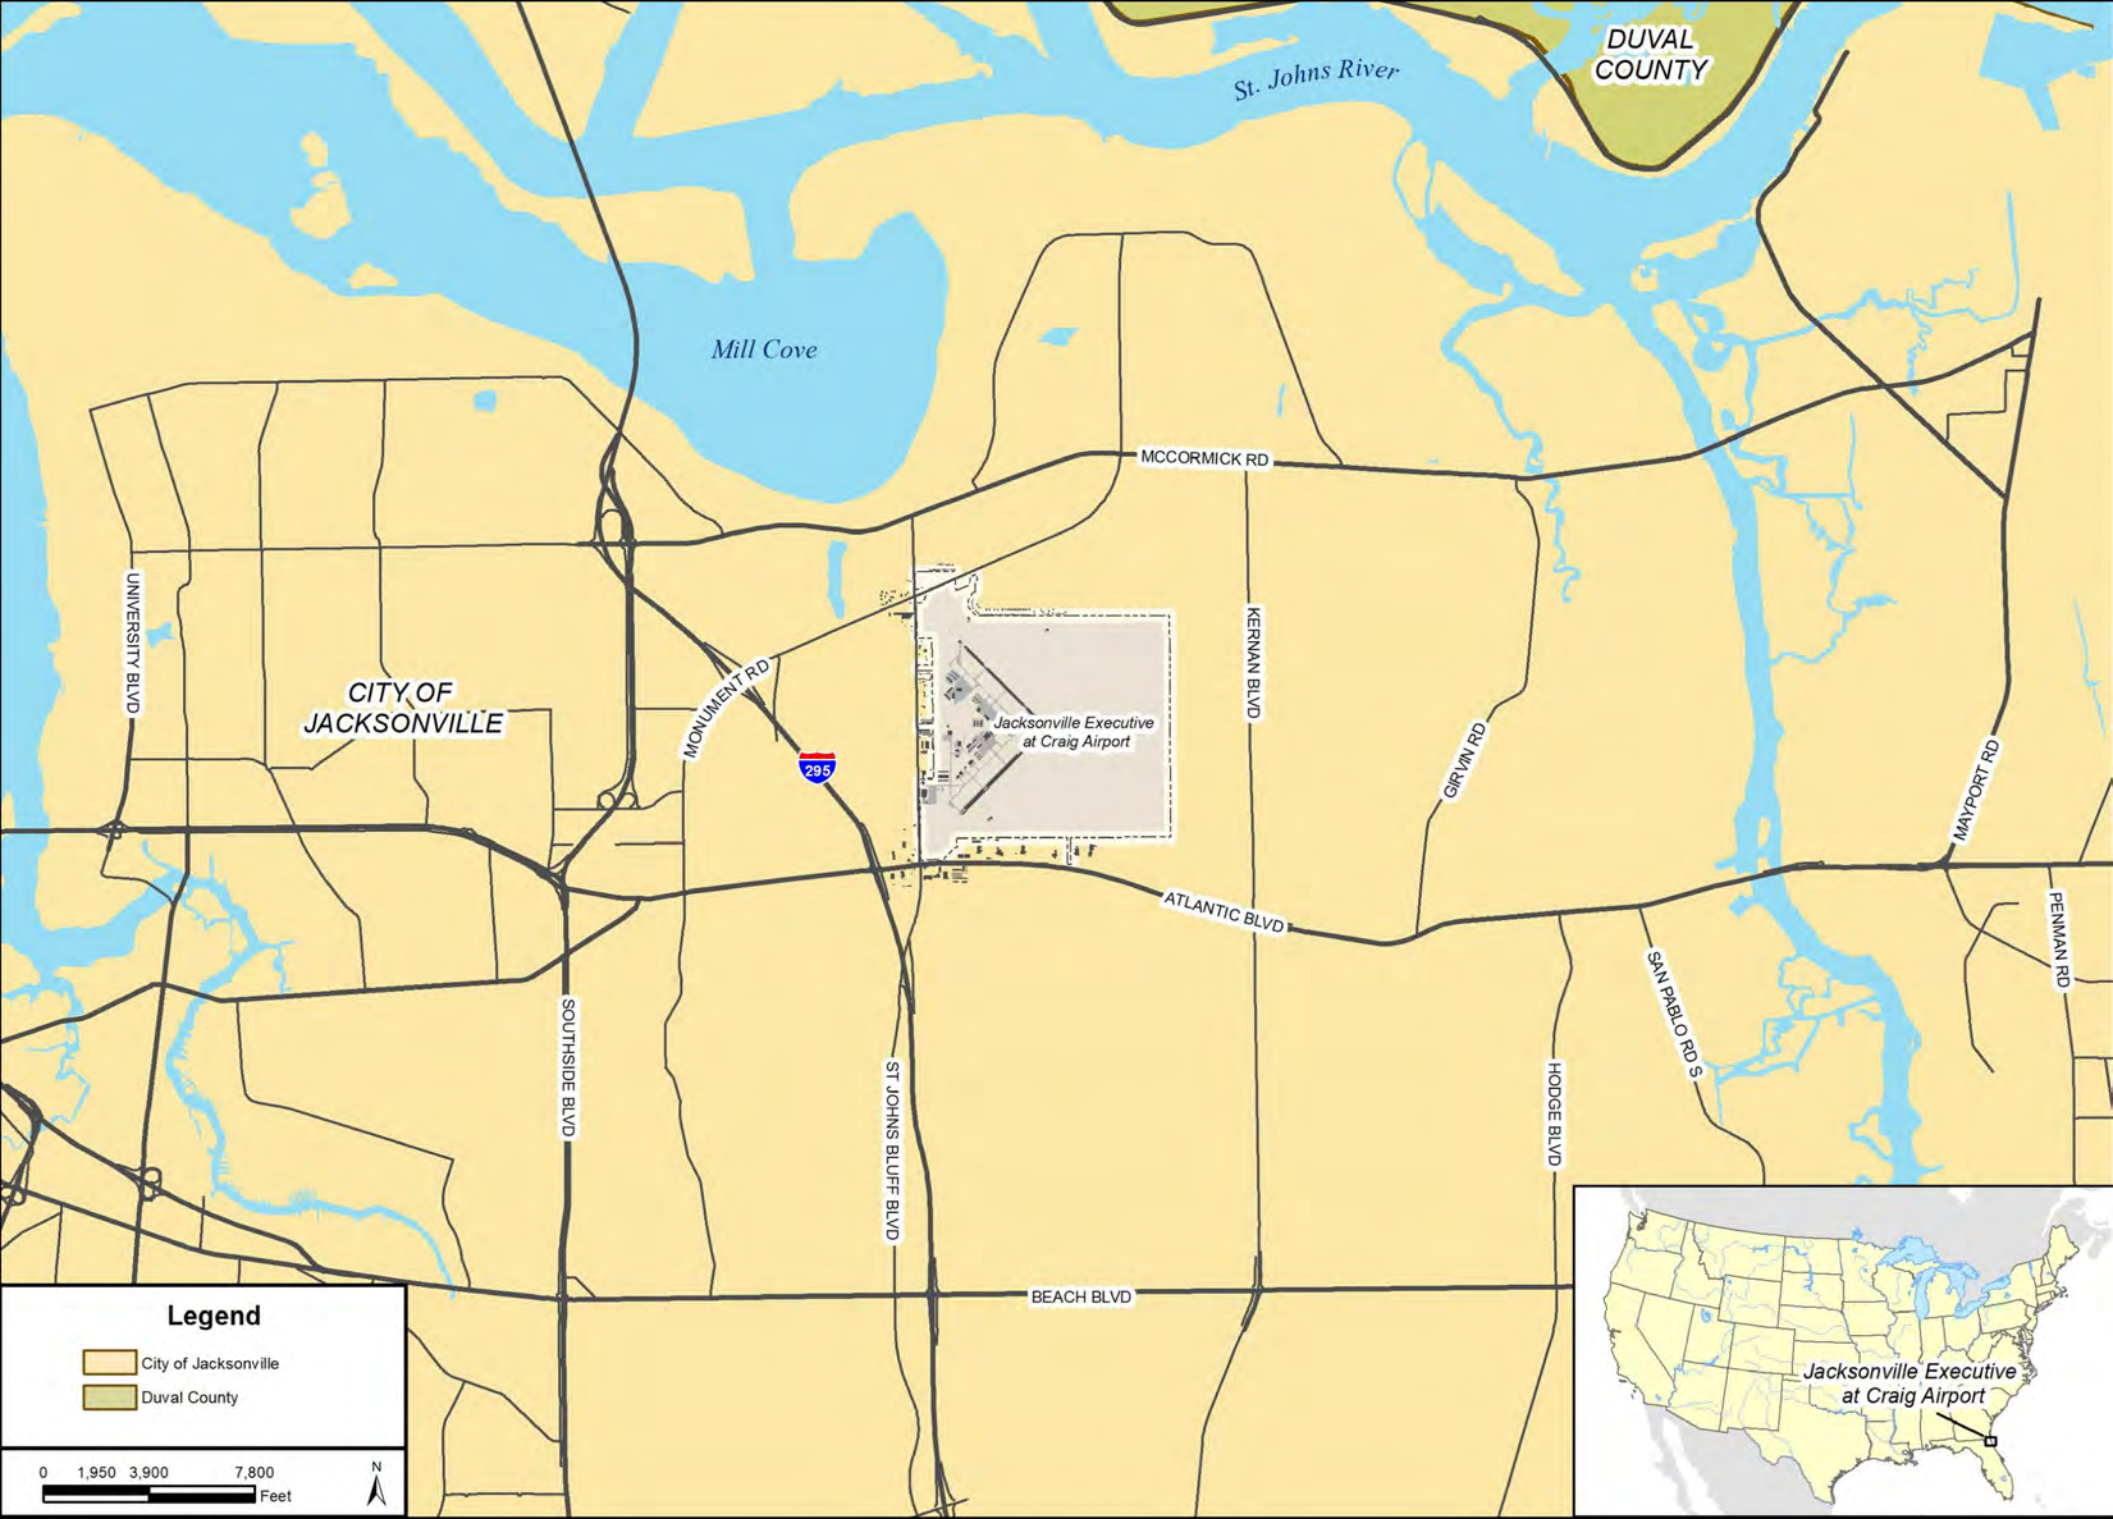 DUVAL
COUNTY
St. Johns River
Mill Cove
MCCORMICK RD
UNIVERSITY BLVD
KERNAN BLVD
CITY OF
JACKSONVILLE
MONUMENT RD
Jacksonville Executive
at Craig Airport
295
GIRVIN RD
MAYPORT RD
ATLANTIC BLVD
PENMAN RD
SAN PABLO RD S
SOUTHSIDE BLVD
ST JOHNS BLUFF BLVD
HODGE BLVD
BEACH BLVD
Legend
City of Jacksonville
Duval County
0 1,950 3,900 7,800
Feet
N
Jacksonville Executive
at Craig Airport